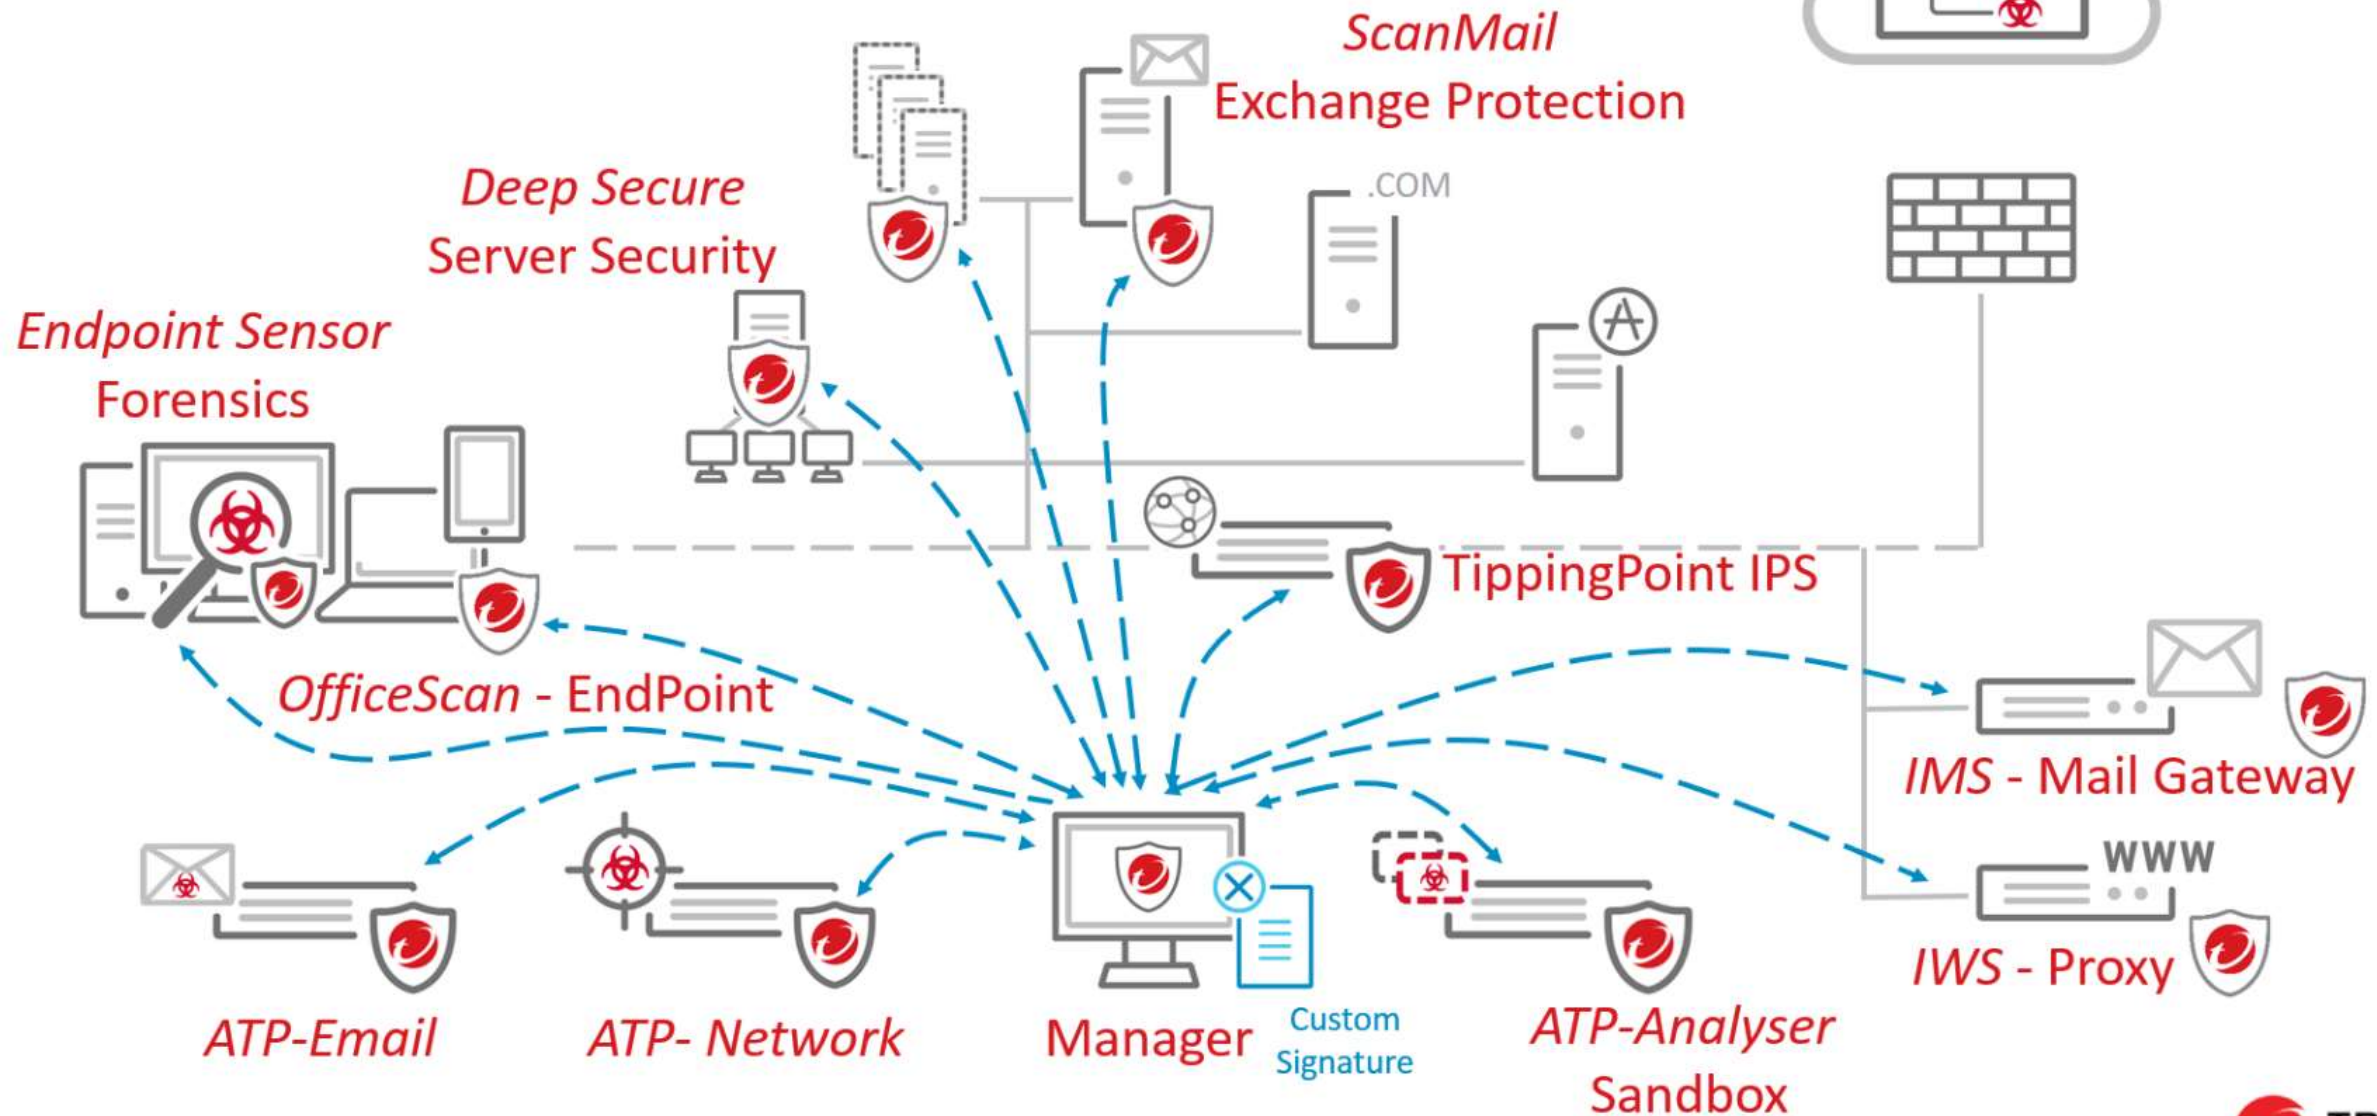 ScanMail
Exchange Protection
.COM
Deep Secure
Server Security
Endpoint Sensor
Forensics
TippingPoint IPS
OfficeScan - EndPoint
IMS - Mail Gateway
WWW
IWS - Proxy
ATP-Email
ATP- Network
Manager
Custom
Signature
ATP-Analyser
Sandbox